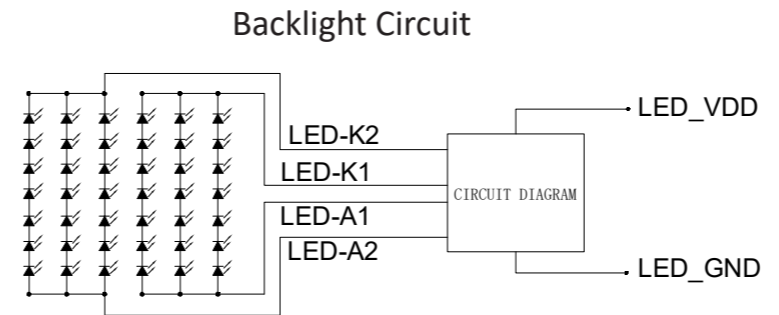 Backlight Circuit
LED_VDD
LED-K2
LED-K1
CIRCUIT DIAGRAM
LED-A1
LED-A2
LED_GND